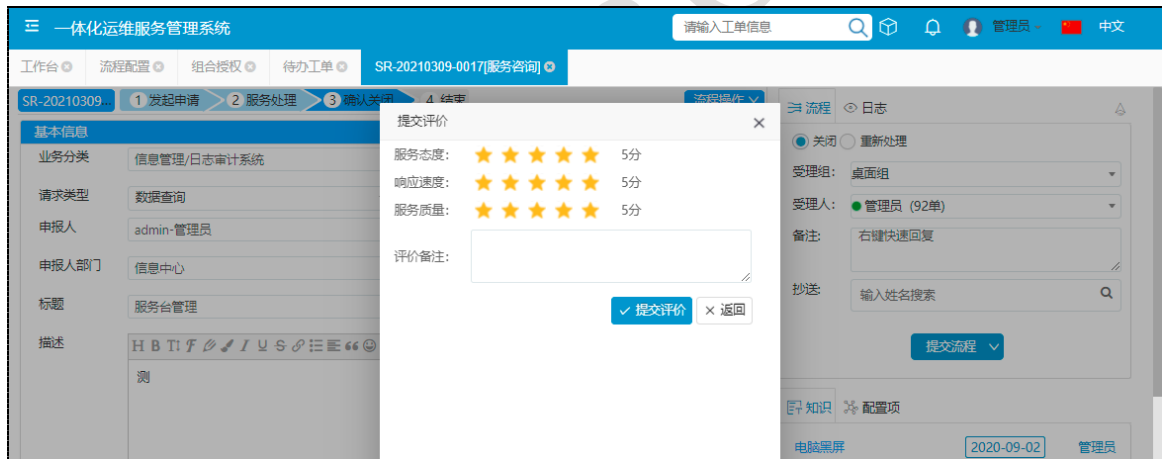 一体化运维服务管理系统
请输入工单信息
管理员
中文
工作台
流程配置
组合授权
待办工单
SR-20210309-0017[服务咨询]
SR-20210309...
1 发起申请
2 服务处理
3 确认关闭
4 结束
流程操作
流程
日志
基本信息
业务分类
信息管理/日志审计系统
请求类型
数据查询
申报人
admin-管理员
申报人部门
信息中心
标题
服务台管理
描述
H B TI F I U S
测
提交评价
服务态度:
5分
响应速度:
5分
服务质量:
5分
评价备注:
提交评价
返回
关闭
重新处理
受理组:
桌面组
受理人:
管理员 (92单)
备注:
右键快速回复
抄送:
输入姓名搜索
提交流程
知识
配置项
电脑黑屏
2020-09-02
管理员